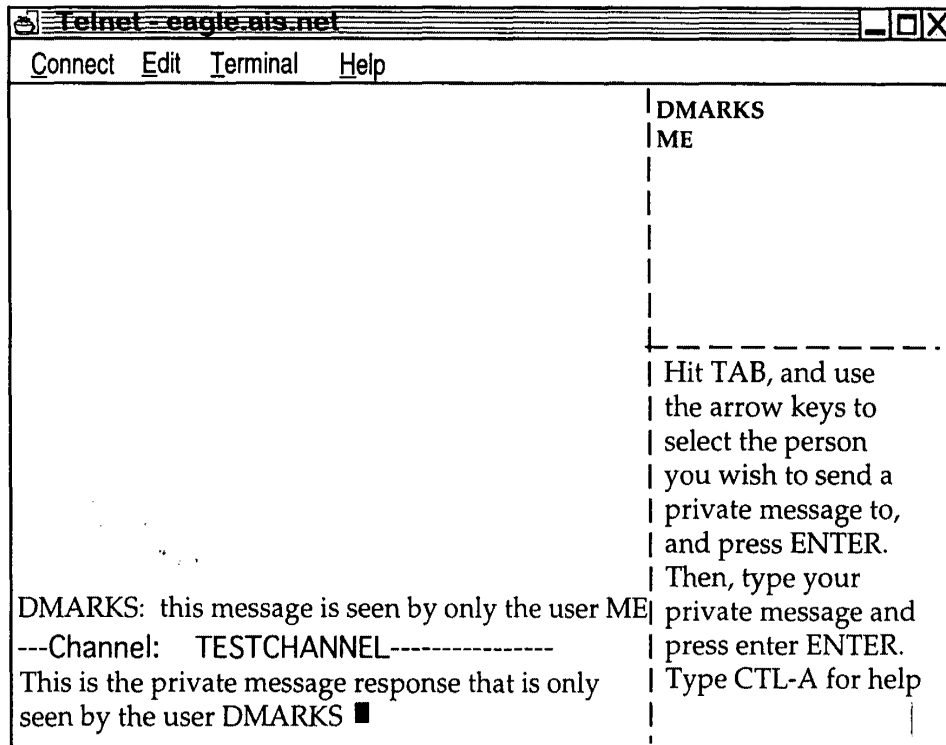 Telnet - eagle.ais.net
Connect Edit Terminal Help
DMARKS
ME
Hit TAB, and use
the arrow keys to
select the person
you wish to send a
private message to,
and press ENTER.
Then, type your
private message and
press enter ENTER.
Type CTL-A for help
DMARKS: this message is seen by only the user ME
---Channel: TESTCHANNEL----------------
This is the private message response that is only
seen by the user DMARKS